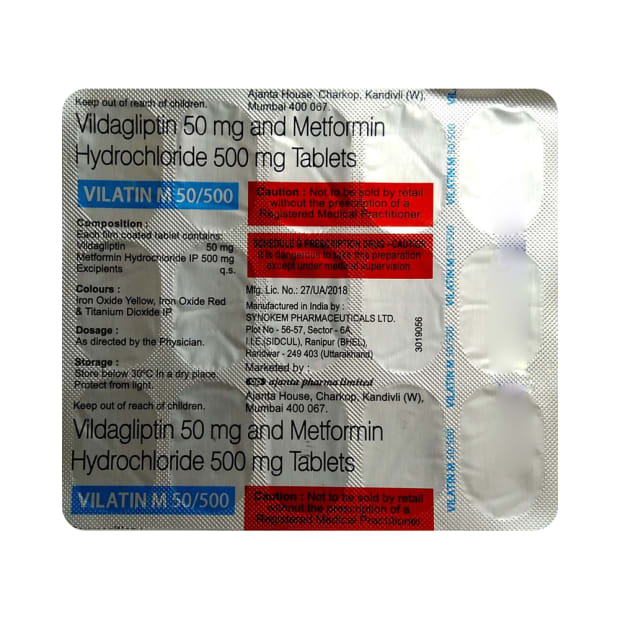 Keep out of reach of children.
Ajanta House, Charkop, Kandivli (W),
Mumbai 400 067.
Vildagliptin 50 mg and Metformin
Hydrochloride 500 mg Tablets
VILATIN M 50/500
Caution : Not to be sold by retail
without the prescription of a
Registered Medical Practitioner.
Composition :
Each film coated tablet contains:
Vildagliptin 50 mg
Metformin Hydrochloride IP 500 mg
Excipients q.s.
SCHEDULE G PRESCRIPTION DRUG - CAUTION
It is dangerous to take this preparation
except under medical supervision
Colours :
Iron Oxide Yellow, Iron Oxide Red
& Titanium Dioxide IP
Dosage :
As directed by the Physician.
Storage :
Store below 30°C In a dry place.
Protect from light.
Mfg. Lic. No.: 27/UA/2018
Manufactured in India by :
SYNOKEM PHARMACEUTICALS LTD.
Plot No - 56-57, Sector - 6A,
I.I.E.(SIDCUL), Ranipur (BHEL),
Haridwar - 249 403 (Uttarakhand)
3019056
Marketed by :
ajanta pharma limited
Keep out of reach of children.
Ajanta House, Charkop, Kandivli (W),
Mumbai 400 067.
Vildagliptin 50 mg and Metformin
Hydrochloride 500 mg Tablets
VILATIN M 50/500
Caution : Not to be sold by retail
without the prescription of a
Registered Medical Practitioner.
VILATIN M 50/500
VILATIN M 50/500
VILATIN M 50/500
VILATIN M 50/500